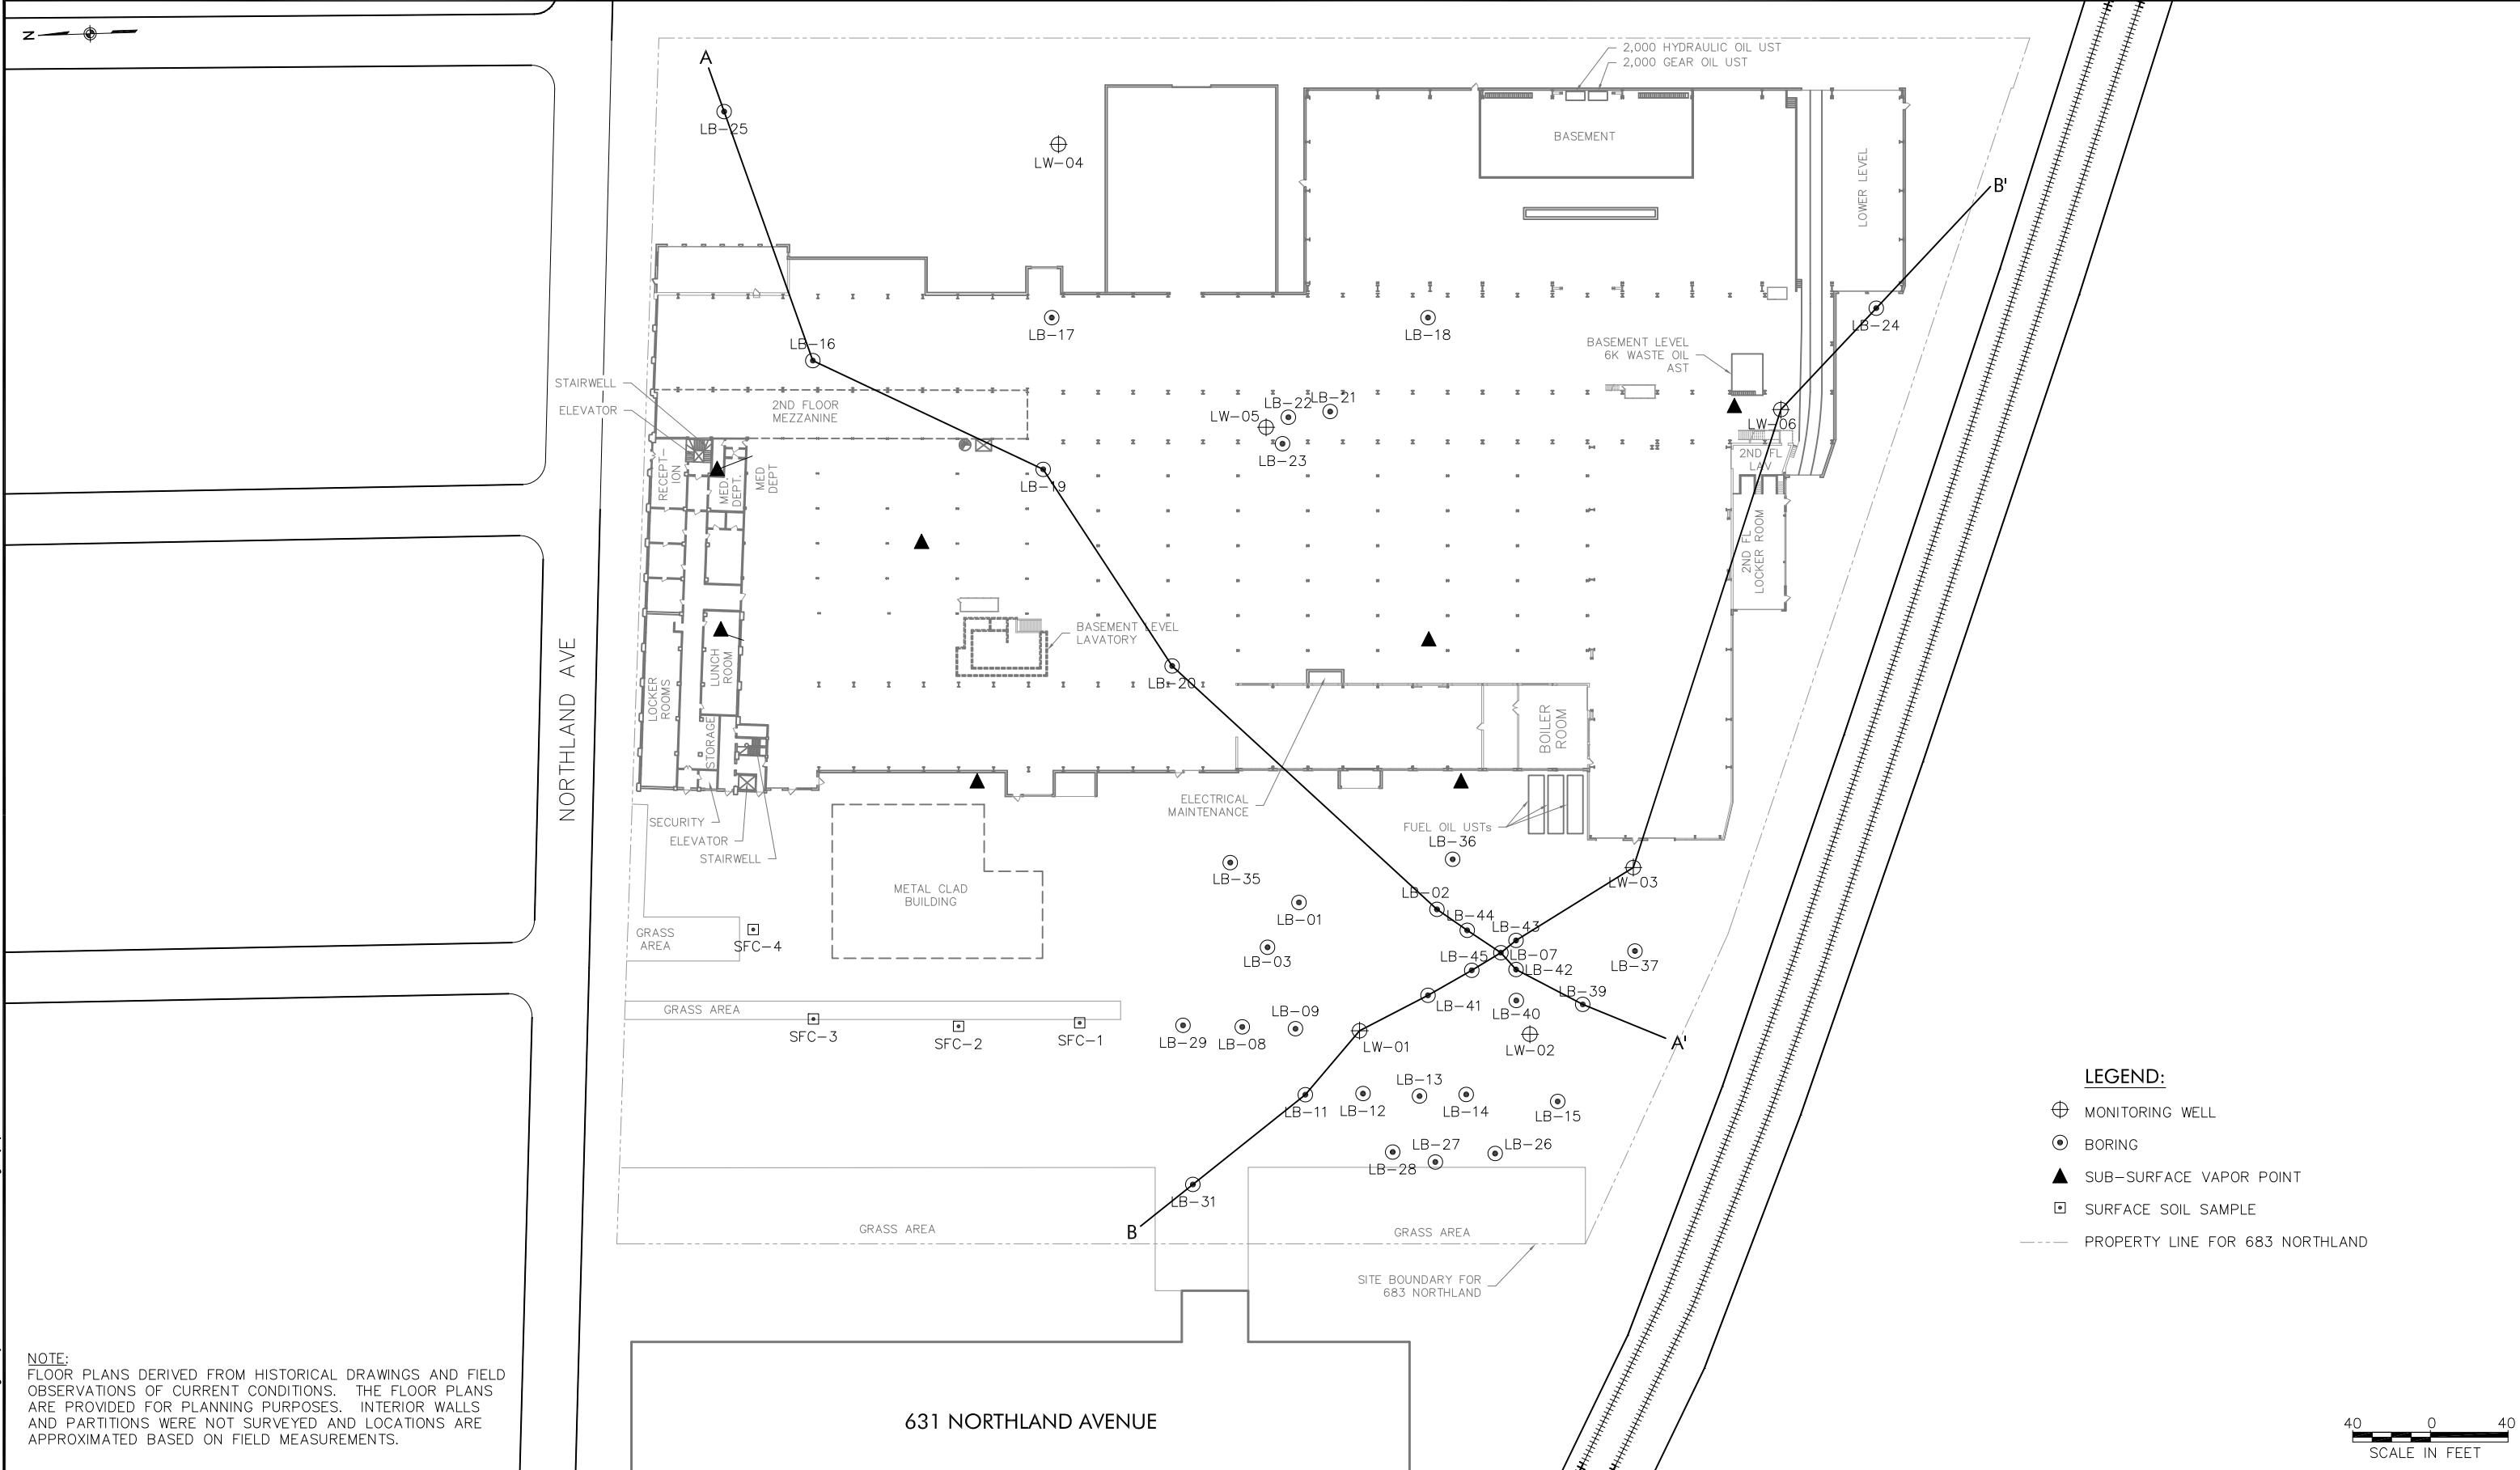 N
A
2,000 HYDRAULIC OIL UST
2,000 GEAR OIL UST
LB-25
LW-04
BASEMENT
LOWER LEVEL
B'
LB-17
LB-18
LB-24
LB-16
BASEMENT LEVEL
6K WASTE OIL
AST
STAIRWELL
ELEVATOR
2ND FLOOR
MEZZANINE
LB-22
LB-21
LW-05
LB-23
LW-06
2ND FL
LAV
RECEPT-
ION
MED.
DEPT.
MED
DEPT
LB-19
2ND FL
LOCKER ROOM
BASEMENT LEVEL
LAVATORY
NORTHLAND AVE
LOCKER
ROOMS
LUNCH
ROOM
STORAGE
LB-20
BOILER
ROOM
ELECTRICAL
MAINTENANCE
SECURITY
ELEVATOR
STAIRWELL
FUEL OIL USTs
LB-36
LB-35
LW-03
METAL CLAD
BUILDING
LB-02
LB-01
LB-44
LB-43
GRASS
AREA
SFC-4
LB-03
LB-45
LB-07
LB-42
LB-37
LB-39
LB-41
LB-40
GRASS AREA
SFC-3
SFC-2
SFC-1
LB-29
LB-08
LB-09
LW-01
LW-02
A'
LB-11
LB-12
LB-13
LB-14
LB-15
LB-28
LB-27
LB-26
LB-31
B
GRASS AREA
GRASS AREA
SITE BOUNDARY FOR
683 NORTHLAND
LEGEND:
MONITORING WELL
BORING
SUB-SURFACE VAPOR POINT
SURFACE SOIL SAMPLE
PROPERTY LINE FOR 683 NORTHLAND
NOTE:
FLOOR PLANS DERIVED FROM HISTORICAL DRAWINGS AND FIELD
OBSERVATIONS OF CURRENT CONDITIONS. THE FLOOR PLANS
ARE PROVIDED FOR PLANNING PURPOSES. INTERIOR WALLS
AND PARTITIONS WERE NOT SURVEYED AND LOCATIONS ARE
APPROXIMATED BASED ON FIELD MEASUREMENTS.
631 NORTHLAND AVENUE
40 0 40
SCALE IN FEET